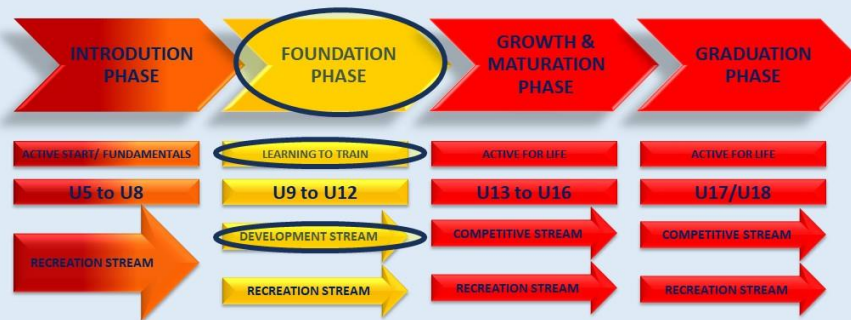 INTRODUTION
PHASE
FOUNDATION
PHASE
GROWTH &
MATURATION
PHASE
GRADUATION
PHASE
ACTIVE START/ FUNDAMENTALS
LEARNING TO TRAIN
ACTIVE FOR LIFE
ACTIVE FOR LIFE
U5 to U8
U9 to U12
U13 to U16
U17/U18
RECREATION STREAM
DEVELOPMENT STREAM
COMPETITIVE STREAM
COMPETITIVE STREAM
RECREATION STREAM
RECREATION STREAM
RECREATION STREAM